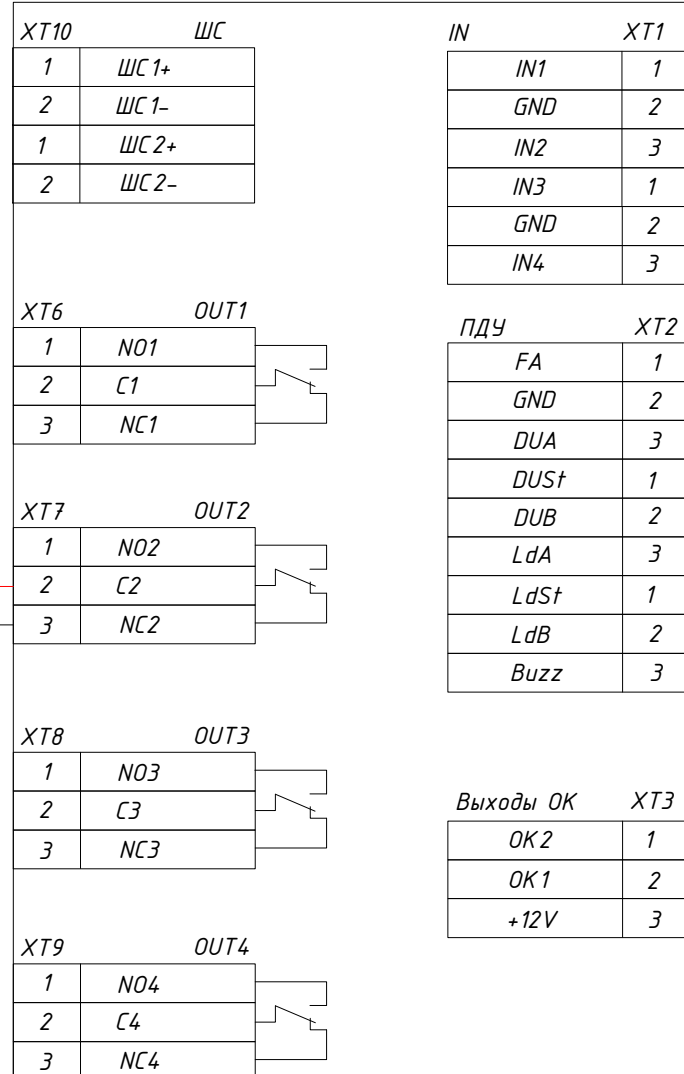 XT10 ШС
1 ШС1+
2 ШС1-
1 ШС2+
2 ШС2-
XT6 OUT1
1 NO1
2 C1
3 NC1
XT7 OUT2
1 NO2
2 C2
3 NC2
XT8 OUT3
1 NO3
2 C3
3 NC3
XT9 OUT4
1 NO4
2 C4
3 NC4
IN XT1
IN1 1
GND 2
IN2 3
IN3 1
GND 2
IN4 3
ПДУ XT2
FA 1
GND 2
DUA 3
DUSt 1
DUB 2
LdA 3
LdSt 1
LdB 2
Buzz 3
Выходы ОК XT3
OK2 1
OK1 2
+12V 3